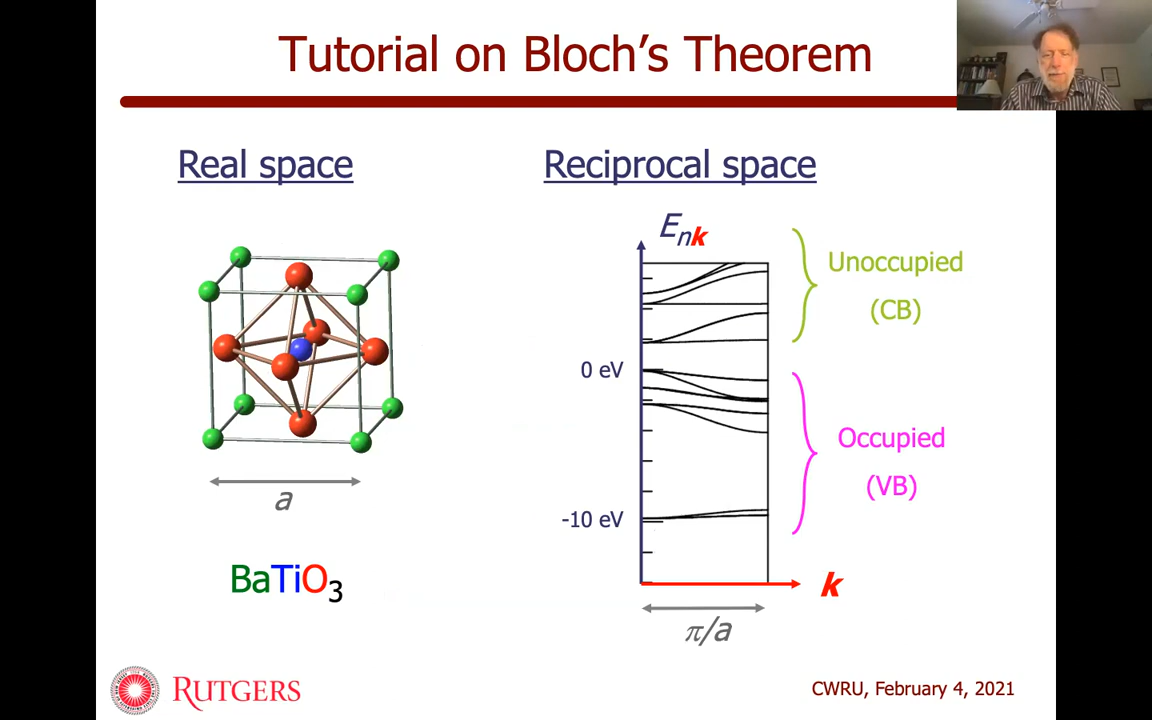 Tutorial on Bloch's Theorem
Real space
Reciprocal space
Enk
Unoccupied
(CB)
0 eV
Occupied
(VB)
-10 eV
a
k
π/a
BaTiO3
RUTGERS
CWRU, February 4, 2021